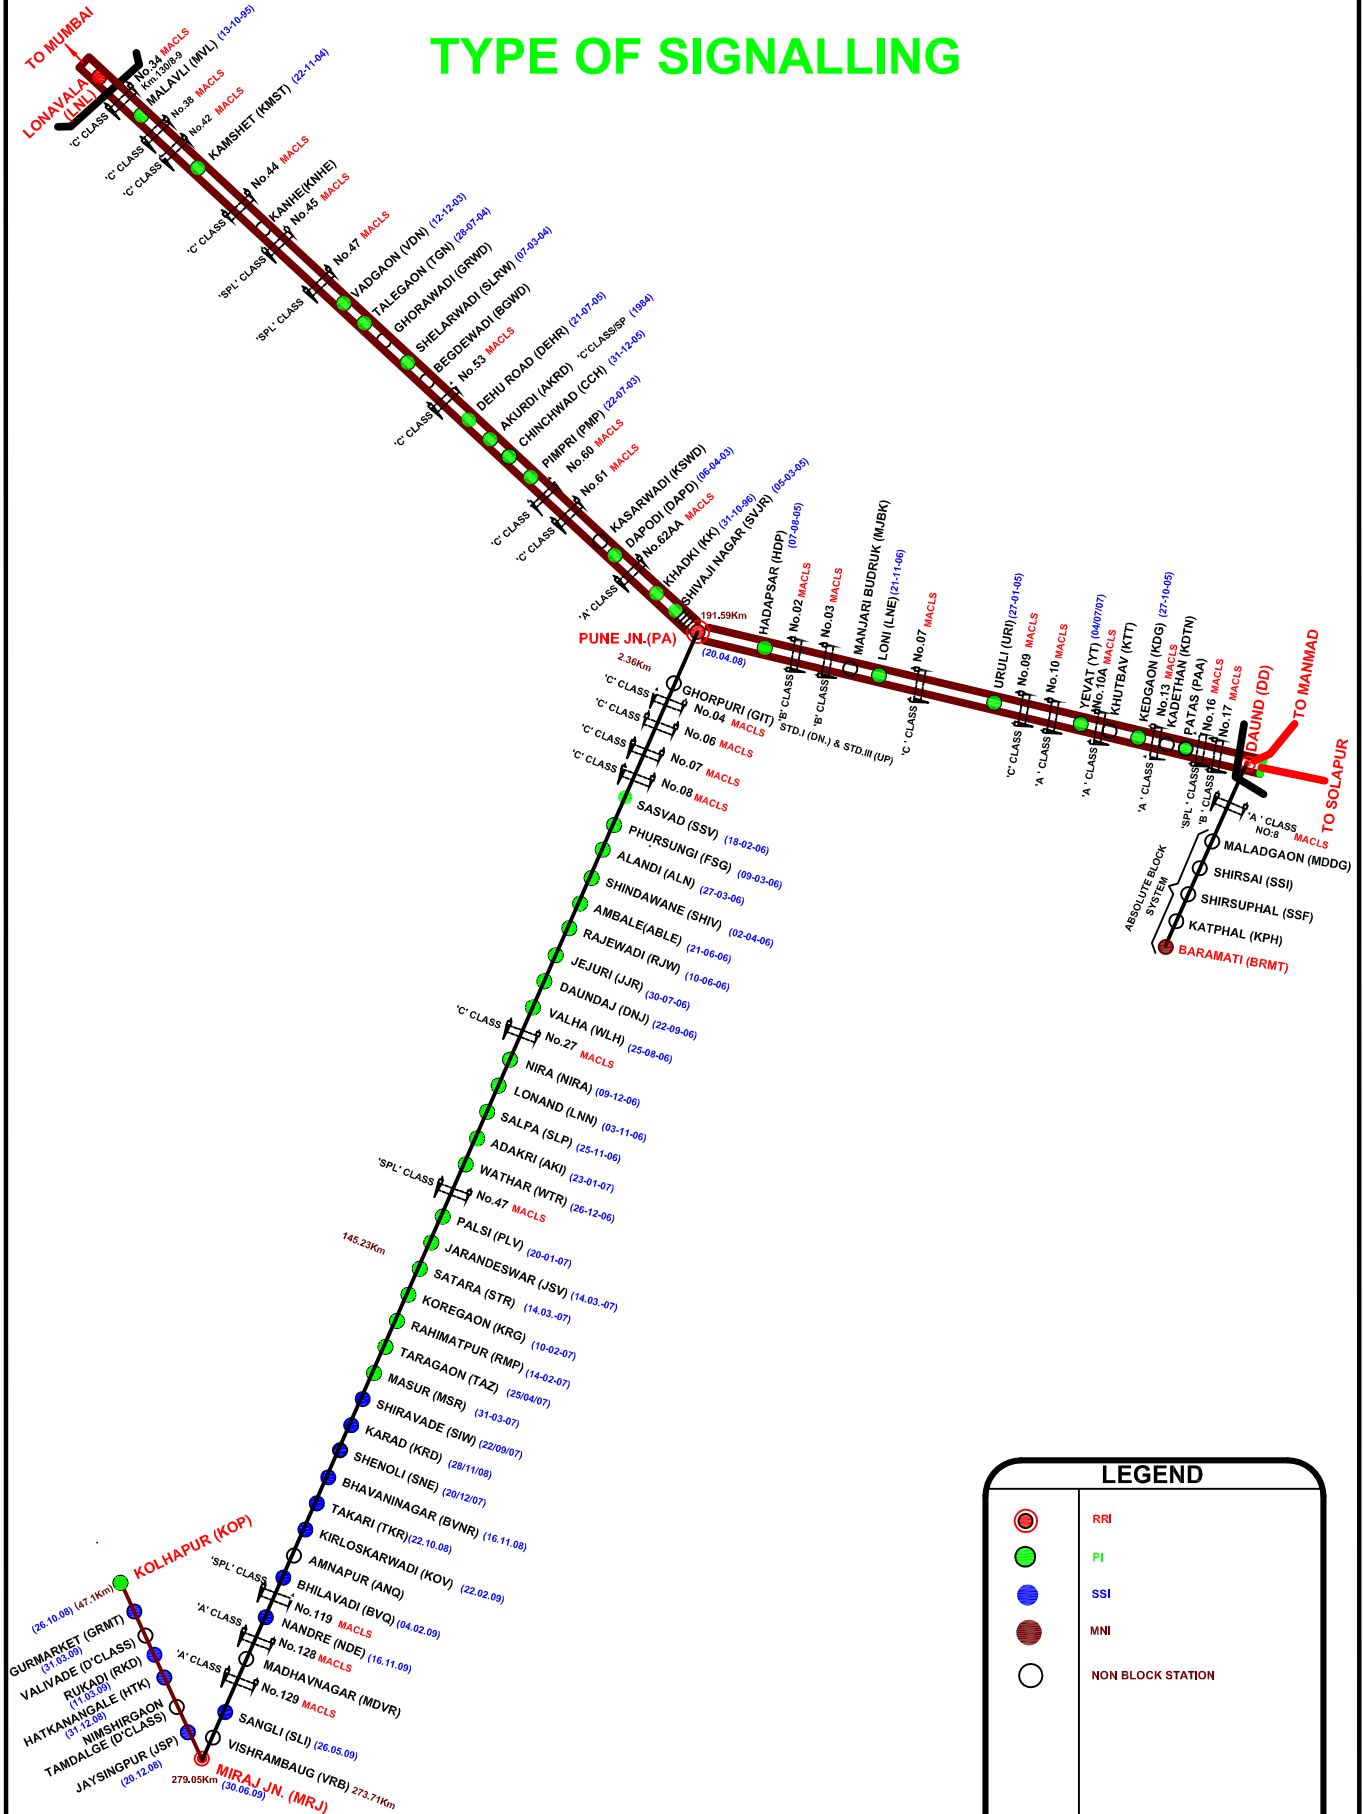 TYPE OF SIGNALLING
TO MUMBAI
LONAVALA
(LNL)
No.34 MACLS
Km.130/8-9
'C' CLASS
MALAVLI (MVL) (13-10-95)
No.38 MACLS
'C' CLASS
No.42 MACLS
'C' CLASS
KAMSHET (KMST) (22-11-04)
No.44 MACLS
'C' CLASS
KANHE(KNHE)
No.45 MACLS
'SPL' CLASS
No.47 MACLS
'SPL' CLASS
VADGAON (VDN) (12-12-03)
TALEGAON (TGN) (28-07-04)
GHORAWADI (GRWD)
SHELARWADI (SLRW) (07-03-04)
BEGDEWADI (BGWD)
No.53 MACLS
'C' CLASS
DEHU ROAD (DEHR) (21-07-05)
AKURDI (AKRD) 'C'CLASS/SP (1984)
CHINCHWAD (CCH) (31-12-05)
PIMPRI (PMP) (22-07-03)
No.60 MACLS
'C' CLASS
No.61 MACLS
'C' CLASS
KASARWADI (KSWD)
DAPODI (DAPD) (06-04-03)
No.62AA MACLS
'A' CLASS
KHADKI (KK) (31-10-96)
SHIVAJI NAGAR (SVJR) (05-03-05)
191.59Km
PUNE JN.(PA)
(20.04.08)
2.36Km
HADAPSAR (HDP)
(07-08-05)
No.02 MACLS
'B' CLASS
No.03 MACLS
'B' CLASS
MANJARI BUDRUK (MJBK)
LONI (LNE) (21-11-06)
No.07 MACLS
'C ' CLASS
URULI (URI) (27-01-05)
No.09 MACLS
'C' CLASS
No.10 MACLS
'A ' CLASS
YEVAT (YT) (04/07/07)
No.10A MACLS
'A ' CLASS
KHUTBAV (KTT)
KEDGAON (KDG) (27-10-05)
No.13 MACLS
'A ' CLASS
KADETHAN (KDTN)
PATAS (PAA)
No.16 MACLS
'SPL ' CLASS
No.17 MACLS
'B ' CLASS
DAUND (DD)
TO MANMAD
TO SOLAPUR
'A ' CLASS
NO:8 MACLS
ABSOLUTE BLOCK
SYSTEM
MALADGAON (MDDG)
SHIRSAI (SSI)
SHIRSUPHAL (SSF)
KATPHAL (KPH)
BARAMATI (BRMT)
GHORPURI (GIT) STD.I (DN.) & STD.III (UP)
'C' CLASS No.04 MACLS
'C' CLASS No.06 MACLS
'C' CLASS No.07 MACLS
'C' CLASS No.08 MACLS
SASVAD (SSV) (18-02-06)
PHURSUNGI (FSG) (09-03-06)
ALANDI (ALN) (27-03-06)
SHINDAWANE (SHIV) (02-04-06)
AMBALE(ABLE) (21-06-06)
RAJEWADI (RJW) (10-06-06)
JEJURI (JJR) (30-07-06)
DAUNDAJ (DNJ) (22-09-06)
VALHA (WLH) (25-08-06)
'C' CLASS No.27 MACLS
NIRA (NIRA) (09-12-06)
LONAND (LNN) (03-11-06)
SALPA (SLP) (25-11-06)
ADAKRI (AKI) (23-01-07)
WATHAR (WTR) (26-12-06)
'SPL' CLASS No.47 MACLS
PALSI (PLV) (20-01-07)
145.23Km
JARANDESWAR (JSV) (14.03.-07)
SATARA (STR) (14.03.-07)
KOREGAON (KRG) (10-02-07)
RAHIMATPUR (RMP) (14-02-07)
TARAGAON (TAZ) (25/04/07)
MASUR (MSR) (31-03-07)
SHIRAVADE (SIW) (22/09/07)
KARAD (KRD) (28/11/08)
SHENOLI (SNE) (20/12/07)
BHAVANINAGAR (BVNR) (16.11.08)
TAKARI (TKR)(22.10.08)
KIRLOSKARWADI (KOV) (22.02.09)
AMNAPUR (ANQ)
BHILAVADI (BVQ) (04.02.09)
'SPL' CLASS No.119 MACLS
NANDRE (NDE) (16.11.09)
'A' CLASS No.128 MACLS
MADHAVNAGAR (MDVR)
'A' CLASS No.129 MACLS
SANGLI (SLI) (26.05.09)
VISHRAMBAUG (VRB) 273.71Km
MIRAJ JN. (MRJ)
(30.06.09)
279.05Km
KOLHAPUR (KOP)
(26.10.08) (47.1Km)
GURMARKET (GRMT)
(31.03.09)
VALIVADE (D'CLASS)
RUKADI (RKD)
(11.03.09)
HATKANANGALE (HTK)
(31.12.08)
NIMSHIRGAON
TAMDALGE (D'CLASS)
JAYSINGPUR (JSP)
(20.12.08)
LEGEND
RRI
PI
SSI
MNI
NON BLOCK STATION